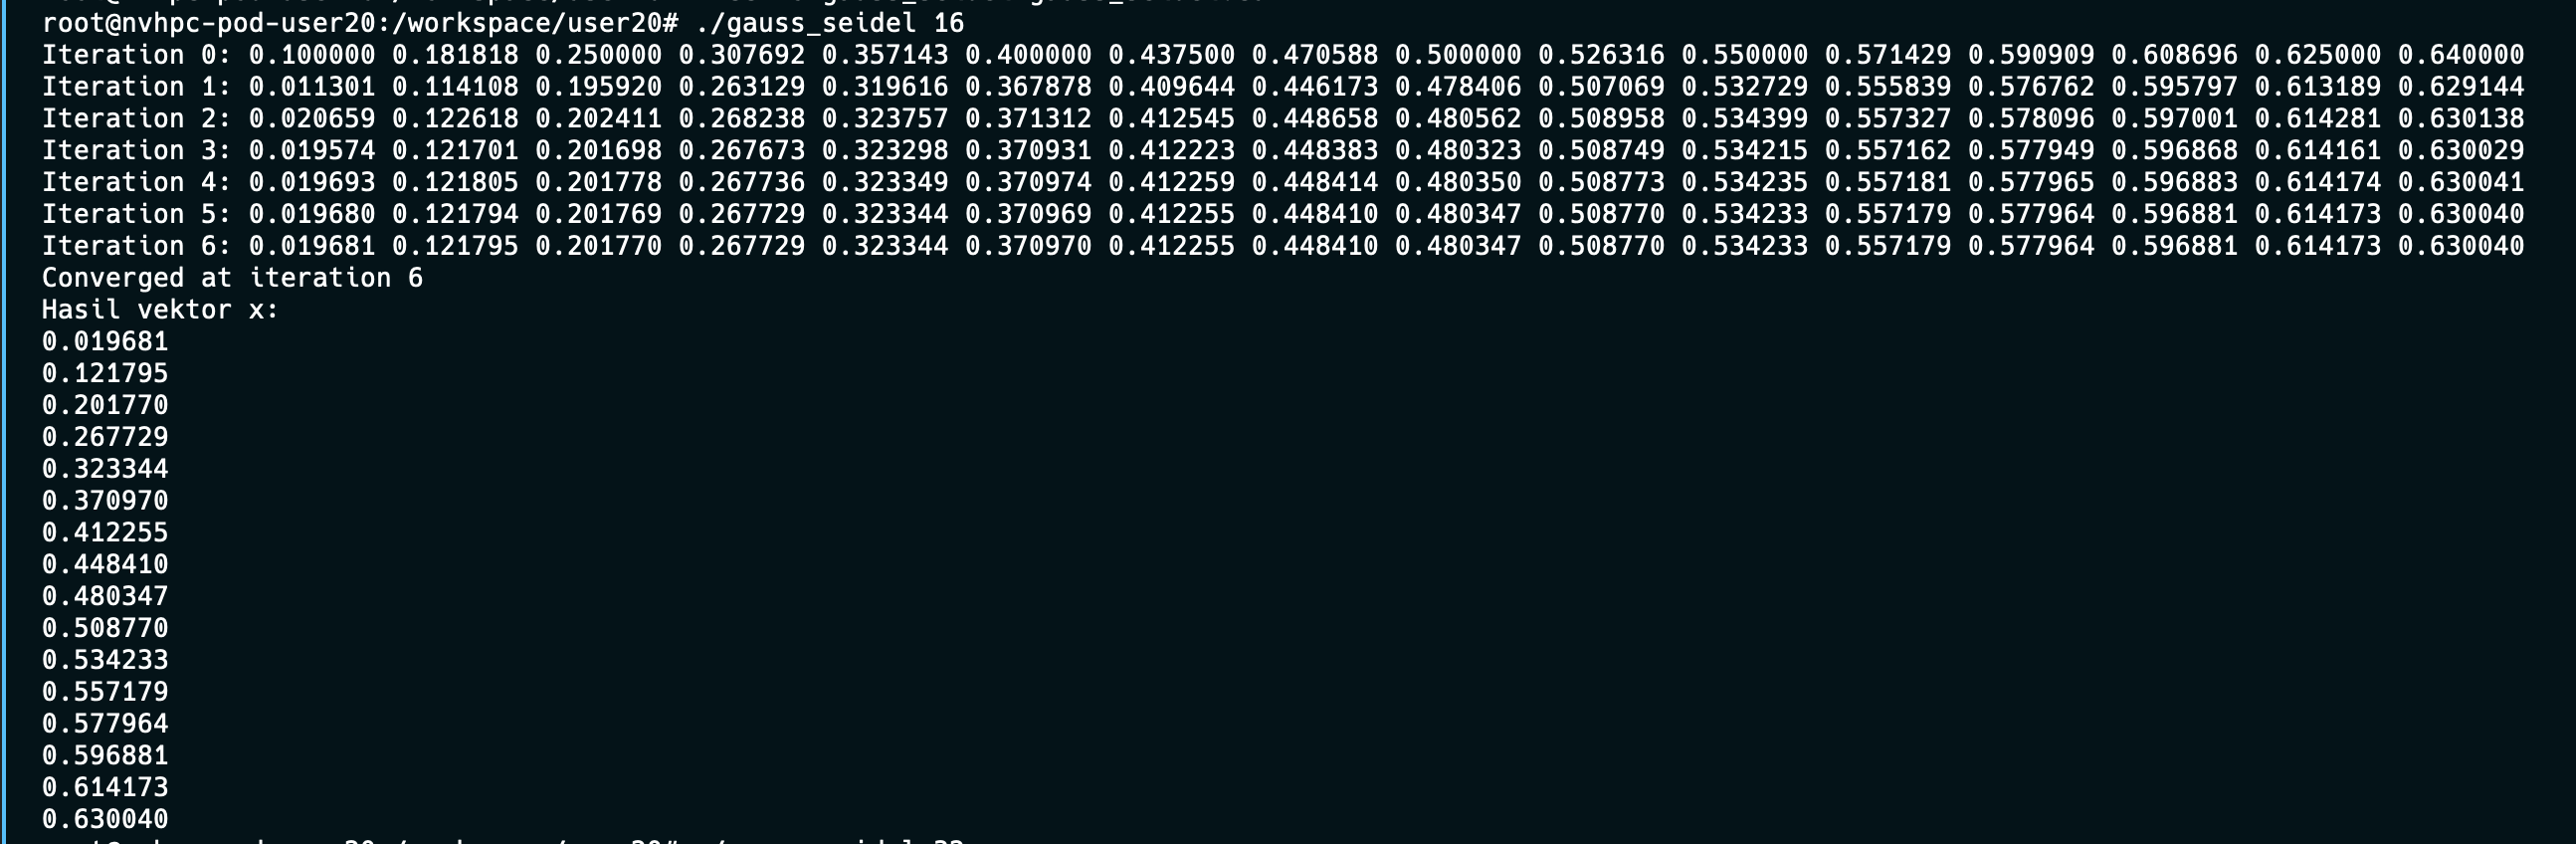 root@nvhpc-pod-user20:/workspace/user20# ./gauss_seidel 16
Iteration 0: 0.100000 0.181818 0.250000 0.307692 0.357143 0.400000 0.437500 0.470588 0.500000 0.526316 0.550000 0.571429 0.590909 0.608696 0.625000 0.640000
Iteration 1: 0.011301 0.114108 0.195920 0.263129 0.319616 0.367878 0.409644 0.446173 0.478406 0.507069 0.532729 0.555839 0.576762 0.595797 0.613189 0.629144
Iteration 2: 0.020659 0.122618 0.202411 0.268238 0.323757 0.371312 0.412545 0.448658 0.480562 0.508958 0.534399 0.557327 0.578096 0.597001 0.614281 0.630138
Iteration 3: 0.019574 0.121701 0.201698 0.267673 0.323298 0.370931 0.412223 0.448383 0.480323 0.508749 0.534215 0.557162 0.577949 0.596868 0.614161 0.630029
Iteration 4: 0.019693 0.121805 0.201778 0.267736 0.323349 0.370974 0.412259 0.448414 0.480350 0.508773 0.534235 0.557181 0.577965 0.596883 0.614174 0.630041
Iteration 5: 0.019680 0.121794 0.201769 0.267729 0.323344 0.370969 0.412255 0.448410 0.480347 0.508770 0.534233 0.557179 0.577964 0.596881 0.614173 0.630040
Iteration 6: 0.019681 0.121795 0.201770 0.267729 0.323344 0.370970 0.412255 0.448410 0.480347 0.508770 0.534233 0.557179 0.577964 0.596881 0.614173 0.630040
Converged at iteration 6
Hasil vektor x:
0.019681
0.121795
0.201770
0.267729
0.323344
0.370970
0.412255
0.448410
0.480347
0.508770
0.534233
0.557179
0.577964
0.596881
0.614173
0.630040